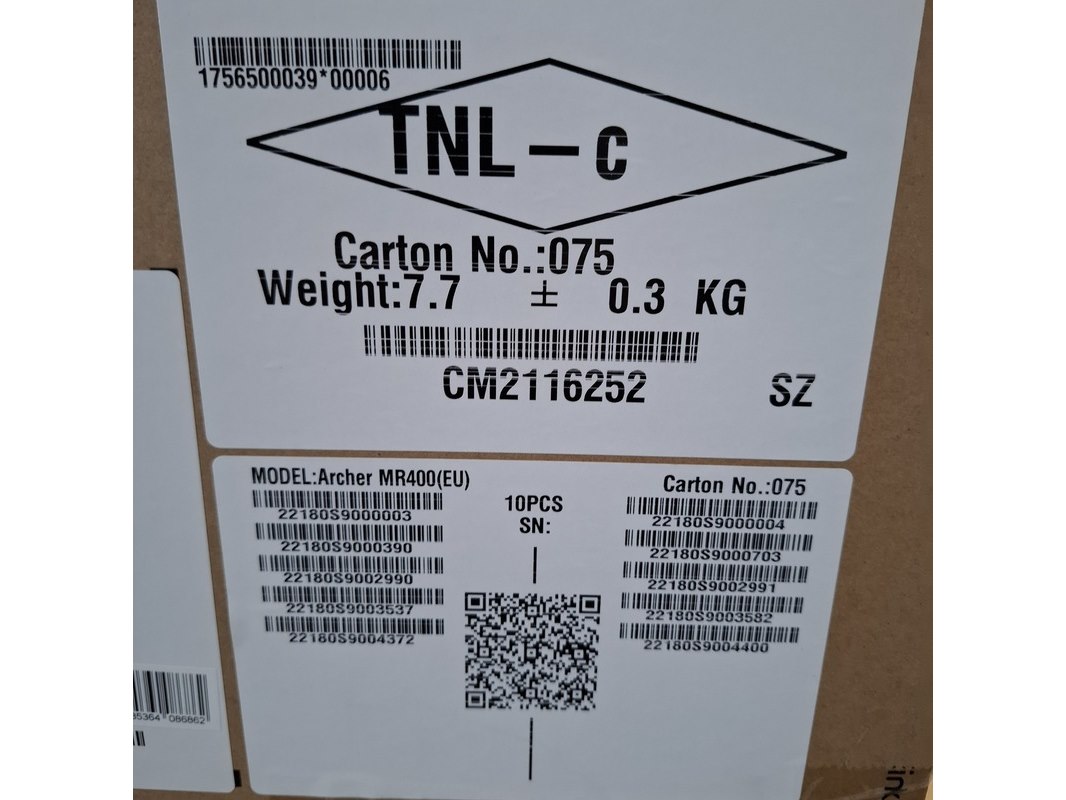 1756500039*00006
TNL-C
Carton No.:075
Weight:7.7 ± 0.3 KG
CM2116252
SZ
MODEL:Archer MR400(EU)
Carton No.:075
10PCS
SN:
22180S9000003
22180S9000004
22180S9000390
22180S9000703
22180S9002990
22180S9002991
22180S9003537
22180S9003582
22180S9004372
22180S9004400
086862